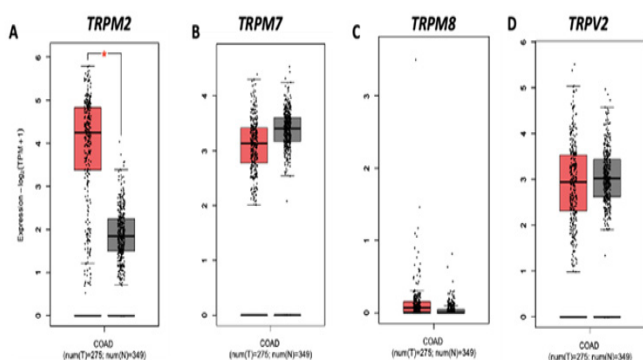 A TRPM2 B TRPM7 C TRPM8 D TRPV2
Expression − log₂(TPM + 1)
6
5
4
3
2
1
0
COAD
(num(T)=275; num(N)=349)
4
3
2
1
0
COAD
(num(T)=275; num(N)=349)
3
2
1
0
COAD
(num(T)=275; num(N)=349)
6
5
4
3
2
1
0
COAD
(num(T)=275; num(N)=349)